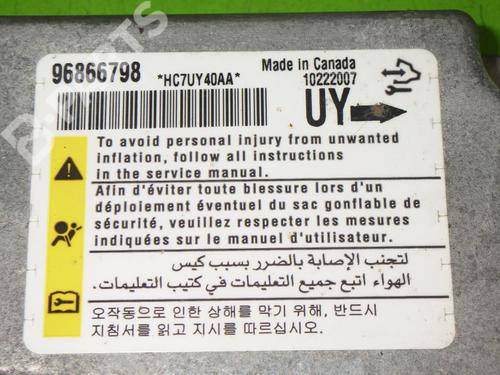 B-PARTS
96866798
*HC7UY40AA*
Made in Canada
10222007
UY
To avoid personal injury from unwanted
inflation, follow all instructions
in the service manual.
Afin d'éviter toute blessure lors d'un
déploiement éventuel du sac gonflable de
sécurité, veuillez respecter les mesures
indiquées sur le manuel d'utilisateur.
لتجنب الإصابة بالضرر بسبب كيس
الهواء اتبع جميع التعليمات في كتيب التعليمات.
오작동으로 인한 상해를 막기 위해, 반드시
지침서를 읽고 지시를 따르십시오.